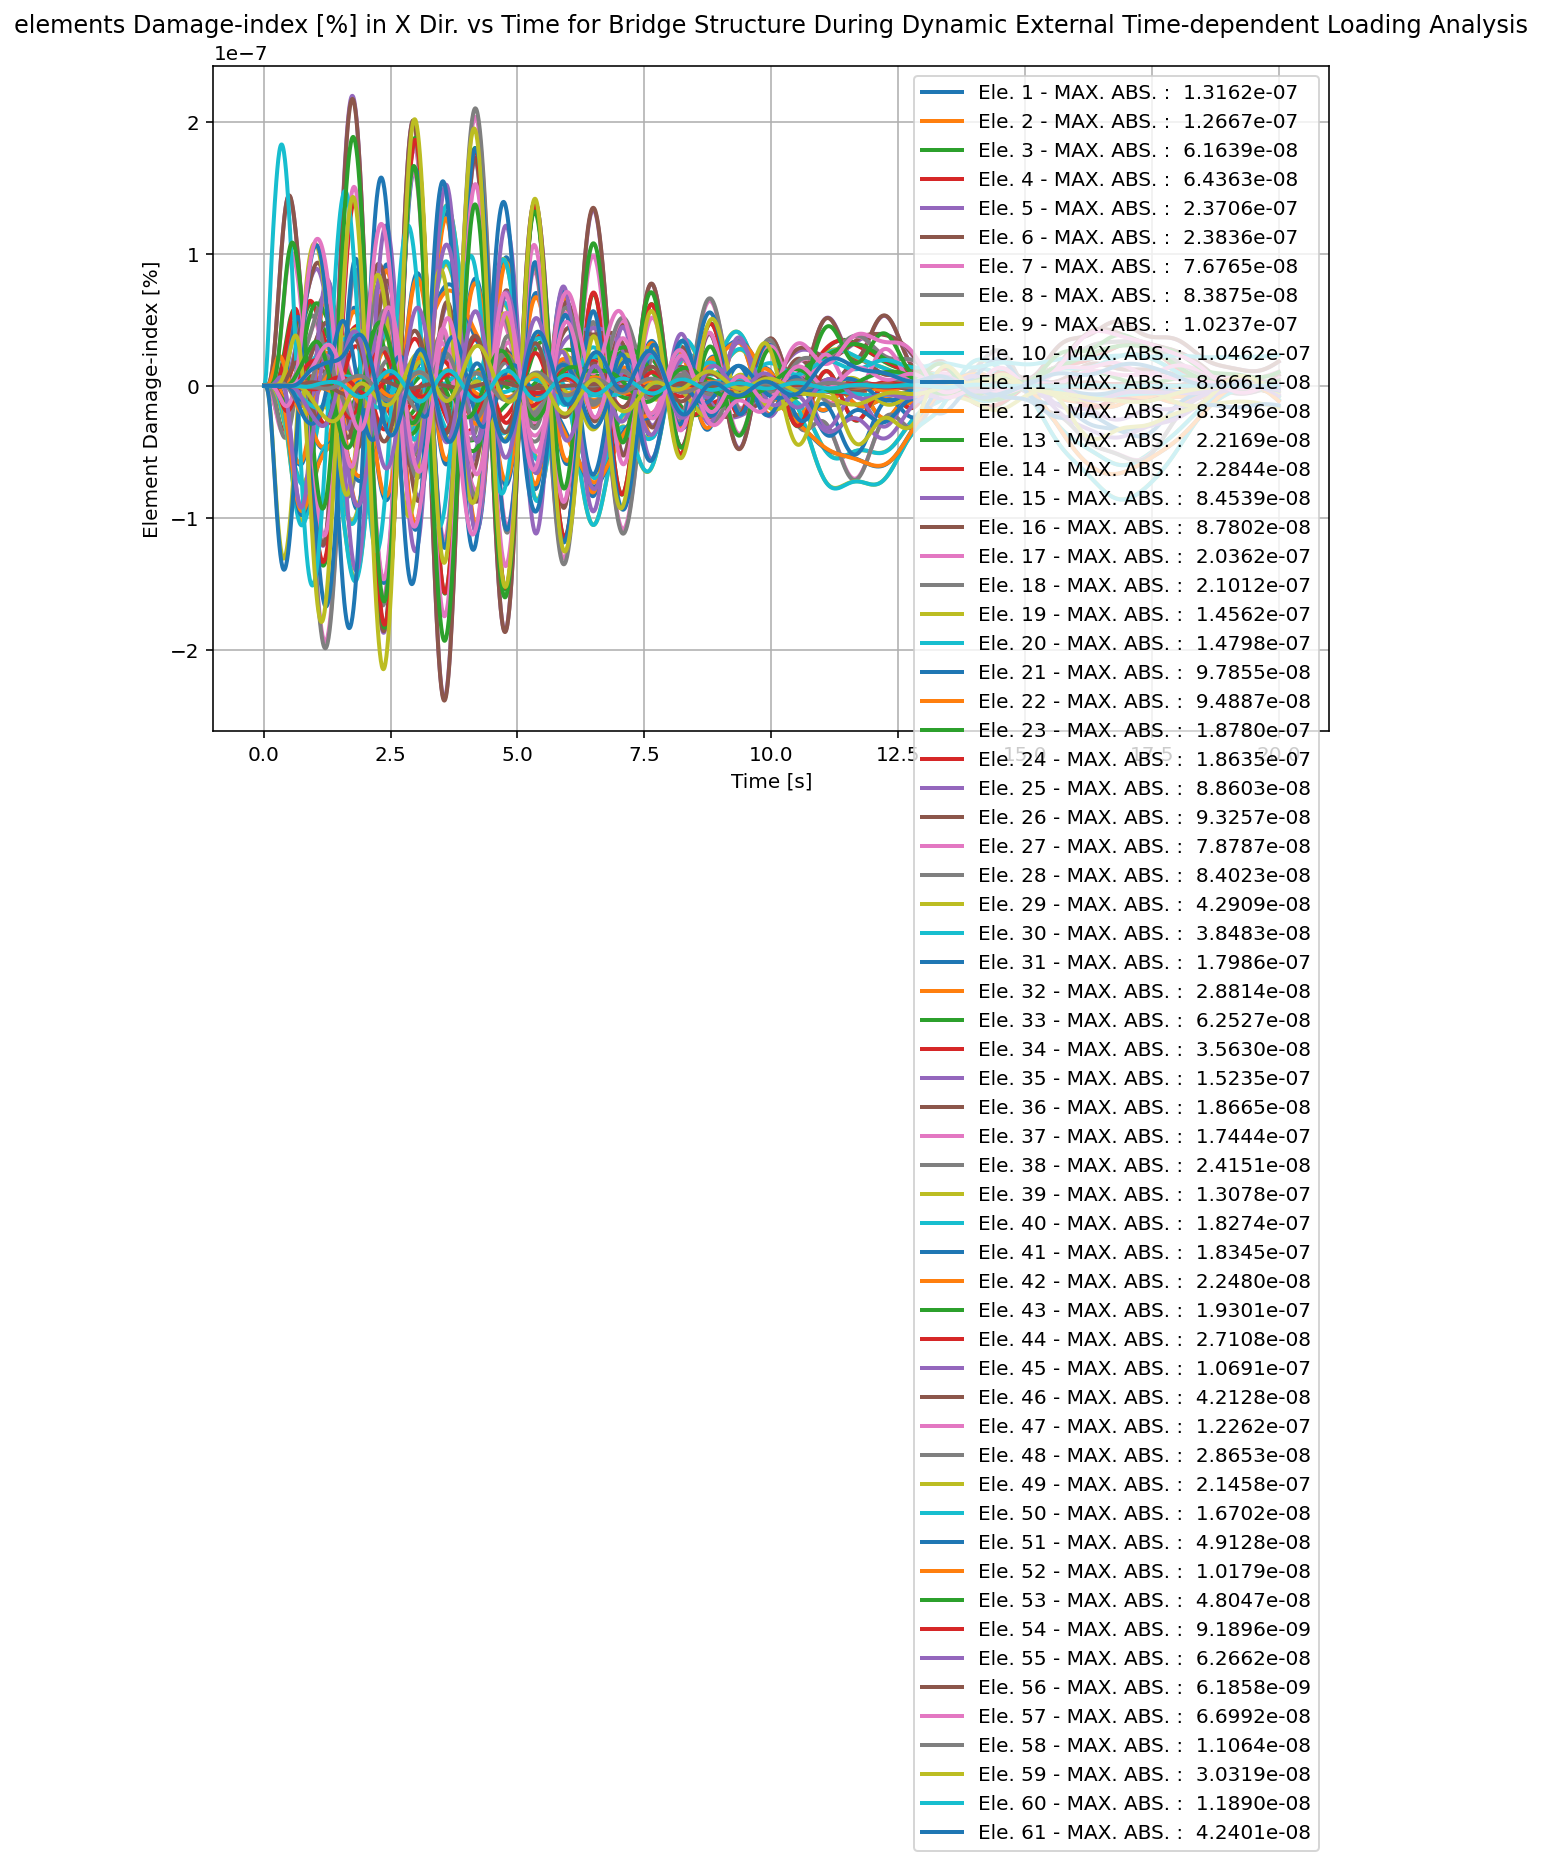 elements Damage-index [%] in X Dir. vs Time for Bridge Structure During Dynamic External Time-dependent Loading Analysis
1e−7
Element Damage-index [%]
2
1
0
−1
−2
0.0 2.5 5.0 7.5 10.0 12.5 15.0 17.5 20.0
Time [s]
Ele. 1 - MAX. ABS. : 1.3162e-07
Ele. 2 - MAX. ABS. : 1.2667e-07
Ele. 3 - MAX. ABS. : 6.1639e-08
Ele. 4 - MAX. ABS. : 6.4363e-08
Ele. 5 - MAX. ABS. : 2.3706e-07
Ele. 6 - MAX. ABS. : 2.3836e-07
Ele. 7 - MAX. ABS. : 7.6765e-08
Ele. 8 - MAX. ABS. : 8.3875e-08
Ele. 9 - MAX. ABS. : 1.0237e-07
Ele. 10 - MAX. ABS. : 1.0462e-07
Ele. 11 - MAX. ABS. : 8.6661e-08
Ele. 12 - MAX. ABS. : 8.3496e-08
Ele. 13 - MAX. ABS. : 2.2169e-08
Ele. 14 - MAX. ABS. : 2.2844e-08
Ele. 15 - MAX. ABS. : 8.4539e-08
Ele. 16 - MAX. ABS. : 8.7802e-08
Ele. 17 - MAX. ABS. : 2.0362e-07
Ele. 18 - MAX. ABS. : 2.1012e-07
Ele. 19 - MAX. ABS. : 1.4562e-07
Ele. 20 - MAX. ABS. : 1.4798e-07
Ele. 21 - MAX. ABS. : 9.7855e-08
Ele. 22 - MAX. ABS. : 9.4887e-08
Ele. 23 - MAX. ABS. : 1.8780e-07
Ele. 24 - MAX. ABS. : 1.8635e-07
Ele. 25 - MAX. ABS. : 8.8603e-08
Ele. 26 - MAX. ABS. : 9.3257e-08
Ele. 27 - MAX. ABS. : 7.8787e-08
Ele. 28 - MAX. ABS. : 8.4023e-08
Ele. 29 - MAX. ABS. : 4.2909e-08
Ele. 30 - MAX. ABS. : 3.8483e-08
Ele. 31 - MAX. ABS. : 1.7986e-07
Ele. 32 - MAX. ABS. : 2.8814e-08
Ele. 33 - MAX. ABS. : 6.2527e-08
Ele. 34 - MAX. ABS. : 3.5630e-08
Ele. 35 - MAX. ABS. : 1.5235e-07
Ele. 36 - MAX. ABS. : 1.8665e-08
Ele. 37 - MAX. ABS. : 1.7444e-07
Ele. 38 - MAX. ABS. : 2.4151e-08
Ele. 39 - MAX. ABS. : 1.3078e-07
Ele. 40 - MAX. ABS. : 1.8274e-07
Ele. 41 - MAX. ABS. : 1.8345e-07
Ele. 42 - MAX. ABS. : 2.2480e-08
Ele. 43 - MAX. ABS. : 1.9301e-07
Ele. 44 - MAX. ABS. : 2.7108e-08
Ele. 45 - MAX. ABS. : 1.0691e-07
Ele. 46 - MAX. ABS. : 4.2128e-08
Ele. 47 - MAX. ABS. : 1.2262e-07
Ele. 48 - MAX. ABS. : 2.8653e-08
Ele. 49 - MAX. ABS. : 2.1458e-07
Ele. 50 - MAX. ABS. : 1.6702e-08
Ele. 51 - MAX. ABS. : 4.9128e-08
Ele. 52 - MAX. ABS. : 1.0179e-08
Ele. 53 - MAX. ABS. : 4.8047e-08
Ele. 54 - MAX. ABS. : 9.1896e-09
Ele. 55 - MAX. ABS. : 6.2662e-08
Ele. 56 - MAX. ABS. : 6.1858e-09
Ele. 57 - MAX. ABS. : 6.6992e-08
Ele. 58 - MAX. ABS. : 1.1064e-08
Ele. 59 - MAX. ABS. : 3.0319e-08
Ele. 60 - MAX. ABS. : 1.1890e-08
Ele. 61 - MAX. ABS. : 4.2401e-08